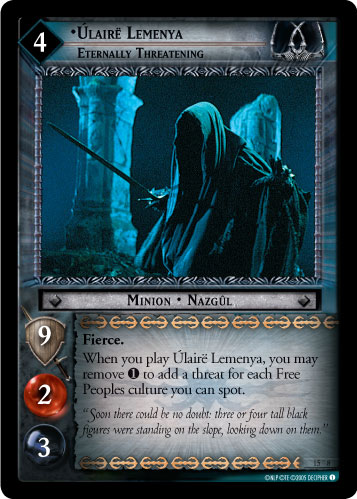 4
•Úlairë Lemenya
Eternally Threatening
Minion • Nazgûl
9
Fierce.
When you play Úlairë Lemenya, you may
remove ❶ to add a threat for each Free
Peoples culture you can spot.
2
3
“Soon there could be no doubt: three or four tall black
figures were standing on the slope, looking down on them.”
©NLP ©TE ©2005 DECIPHER